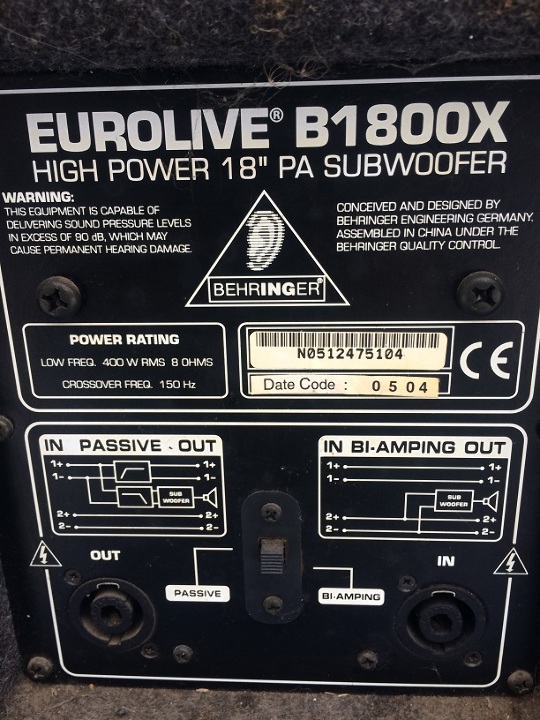 EUROLIVE® B1800X
HIGH POWER 18" PA SUBWOOFER
WARNING:
THIS EQUIPMENT IS CAPABLE OF
DELIVERING SOUND PRESSURE LEVELS
IN EXCESS OF 90 dB, WHICH MAY
CAUSE PERMANENT HEARING DAMAGE.
BEHRINGER®
CONCEIVED AND DESIGNED BY
BEHRINGER ENGINEERING GERMANY.
ASSEMBLED IN CHINA UNDER THE
BEHRINGER QUALITY CONTROL.
POWER RATING
LOW FREQ. 400 W RMS 8 OHMS
CROSSOVER FREQ. 150 Hz
N0512475104
Date Code : 0504
CE
IN PASSIVE - OUT
1+ 1+
1- 1-
SUB
WOOFER
2+ 2+
2- 2-
IN BI-AMPING OUT
1+ 1+
1- 1-
SUB
WOOFER
2+ 2+
2- 2-
OUT
IN
PASSIVE
BI-AMPING